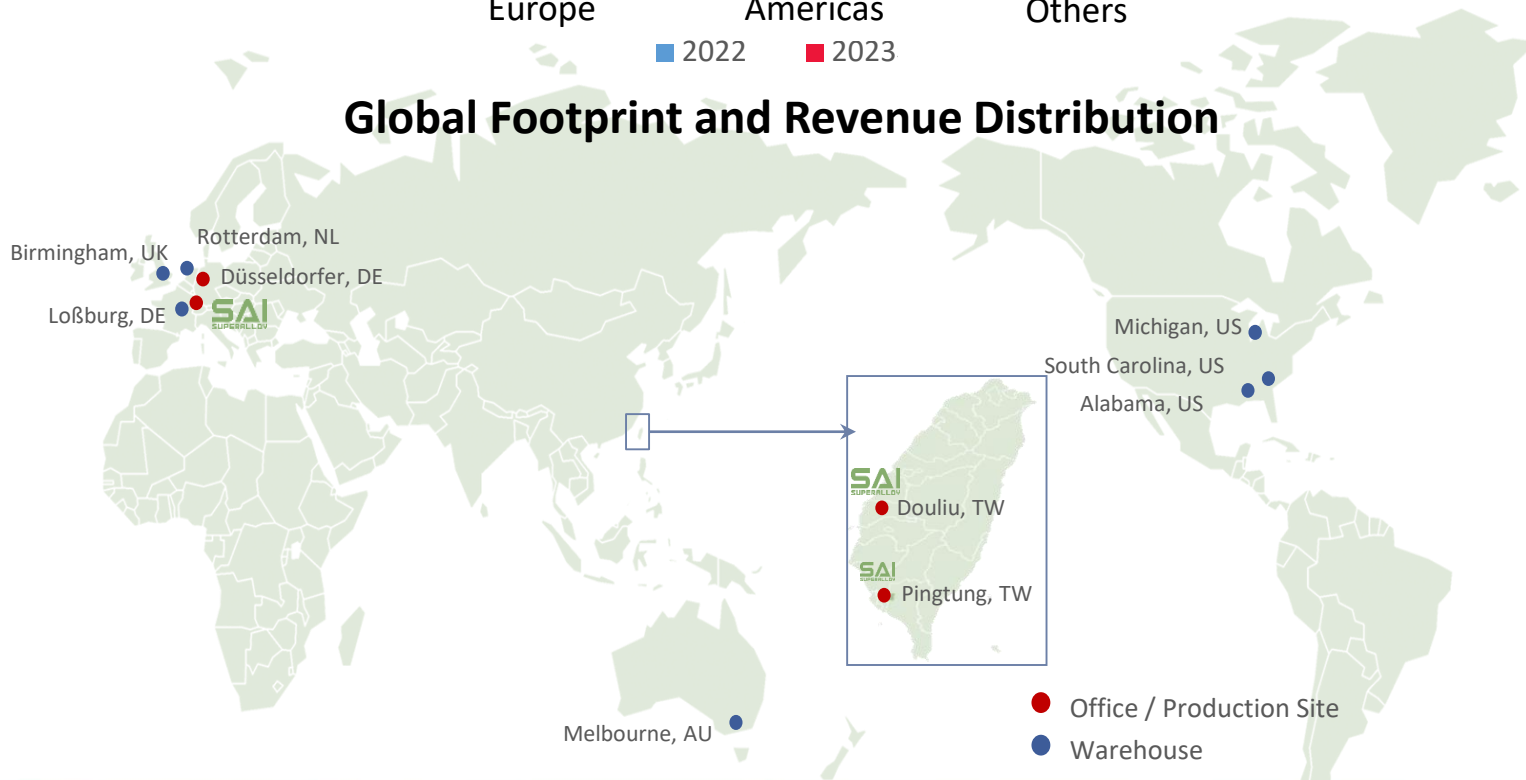 Europe Americas Others
2022 2023
Global Footprint and Revenue Distribution
Rotterdam, NL
Birmingham, UK
Düsseldorfer, DE
SAI
SUPERALLOY
Loßburg, DE
Michigan, US
South Carolina, US
Alabama, US
SAI
SUPERALLOY
Douliu, TW
SAI
SUPERALLOY
Pingtung, TW
Melbourne, AU
Office / Production Site
Warehouse